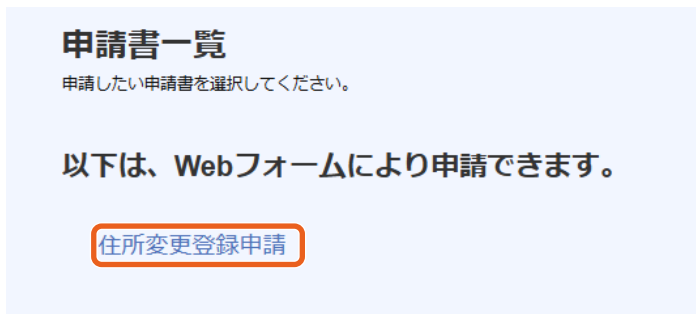 申請書一覧
申請したい申請書を選択してください。
以下は、Webフォームにより申請できます。
住所変更登録申請